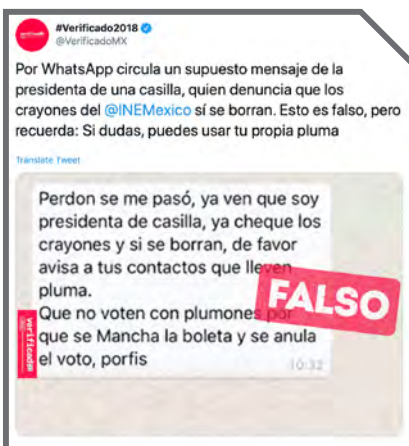 #Verificado2018
@VerificadoMX
Por WhatsApp circula un supuesto mensaje de la
presidenta de una casilla, quien denuncia que los
crayones del @INEMexico sí se borran. Esto es falso, pero
recuerda: Si dudas, puedes usar tu propia pluma
Translate Tweet
Perdon se me pasó, ya ven que soy
presidenta de casilla, ya cheque los
crayones y si se borran, de favor
avisa a tus contactos que lleven
pluma.
FALSO
Que no voten con plumones por
que se Mancha la boleta y se anula
el voto, porfis
10:32
verificado